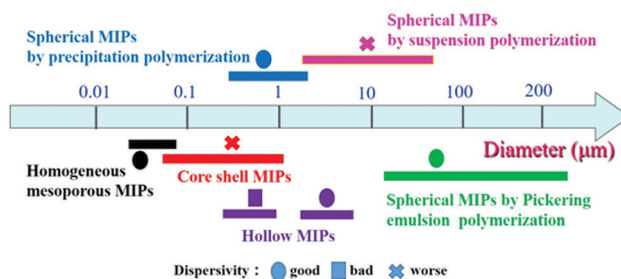 Spherical MIPs
by precipitation polymerization
Spherical MIPs
by suspension polymerization
0.01 0.1 1 10 100 200
Diameter (μm)
Homogeneous
mesoporous MIPs
Core shell MIPs
Hollow MIPs
Spherical MIPs by Pickering
emulsion polymerization
Dispersivity : good bad worse